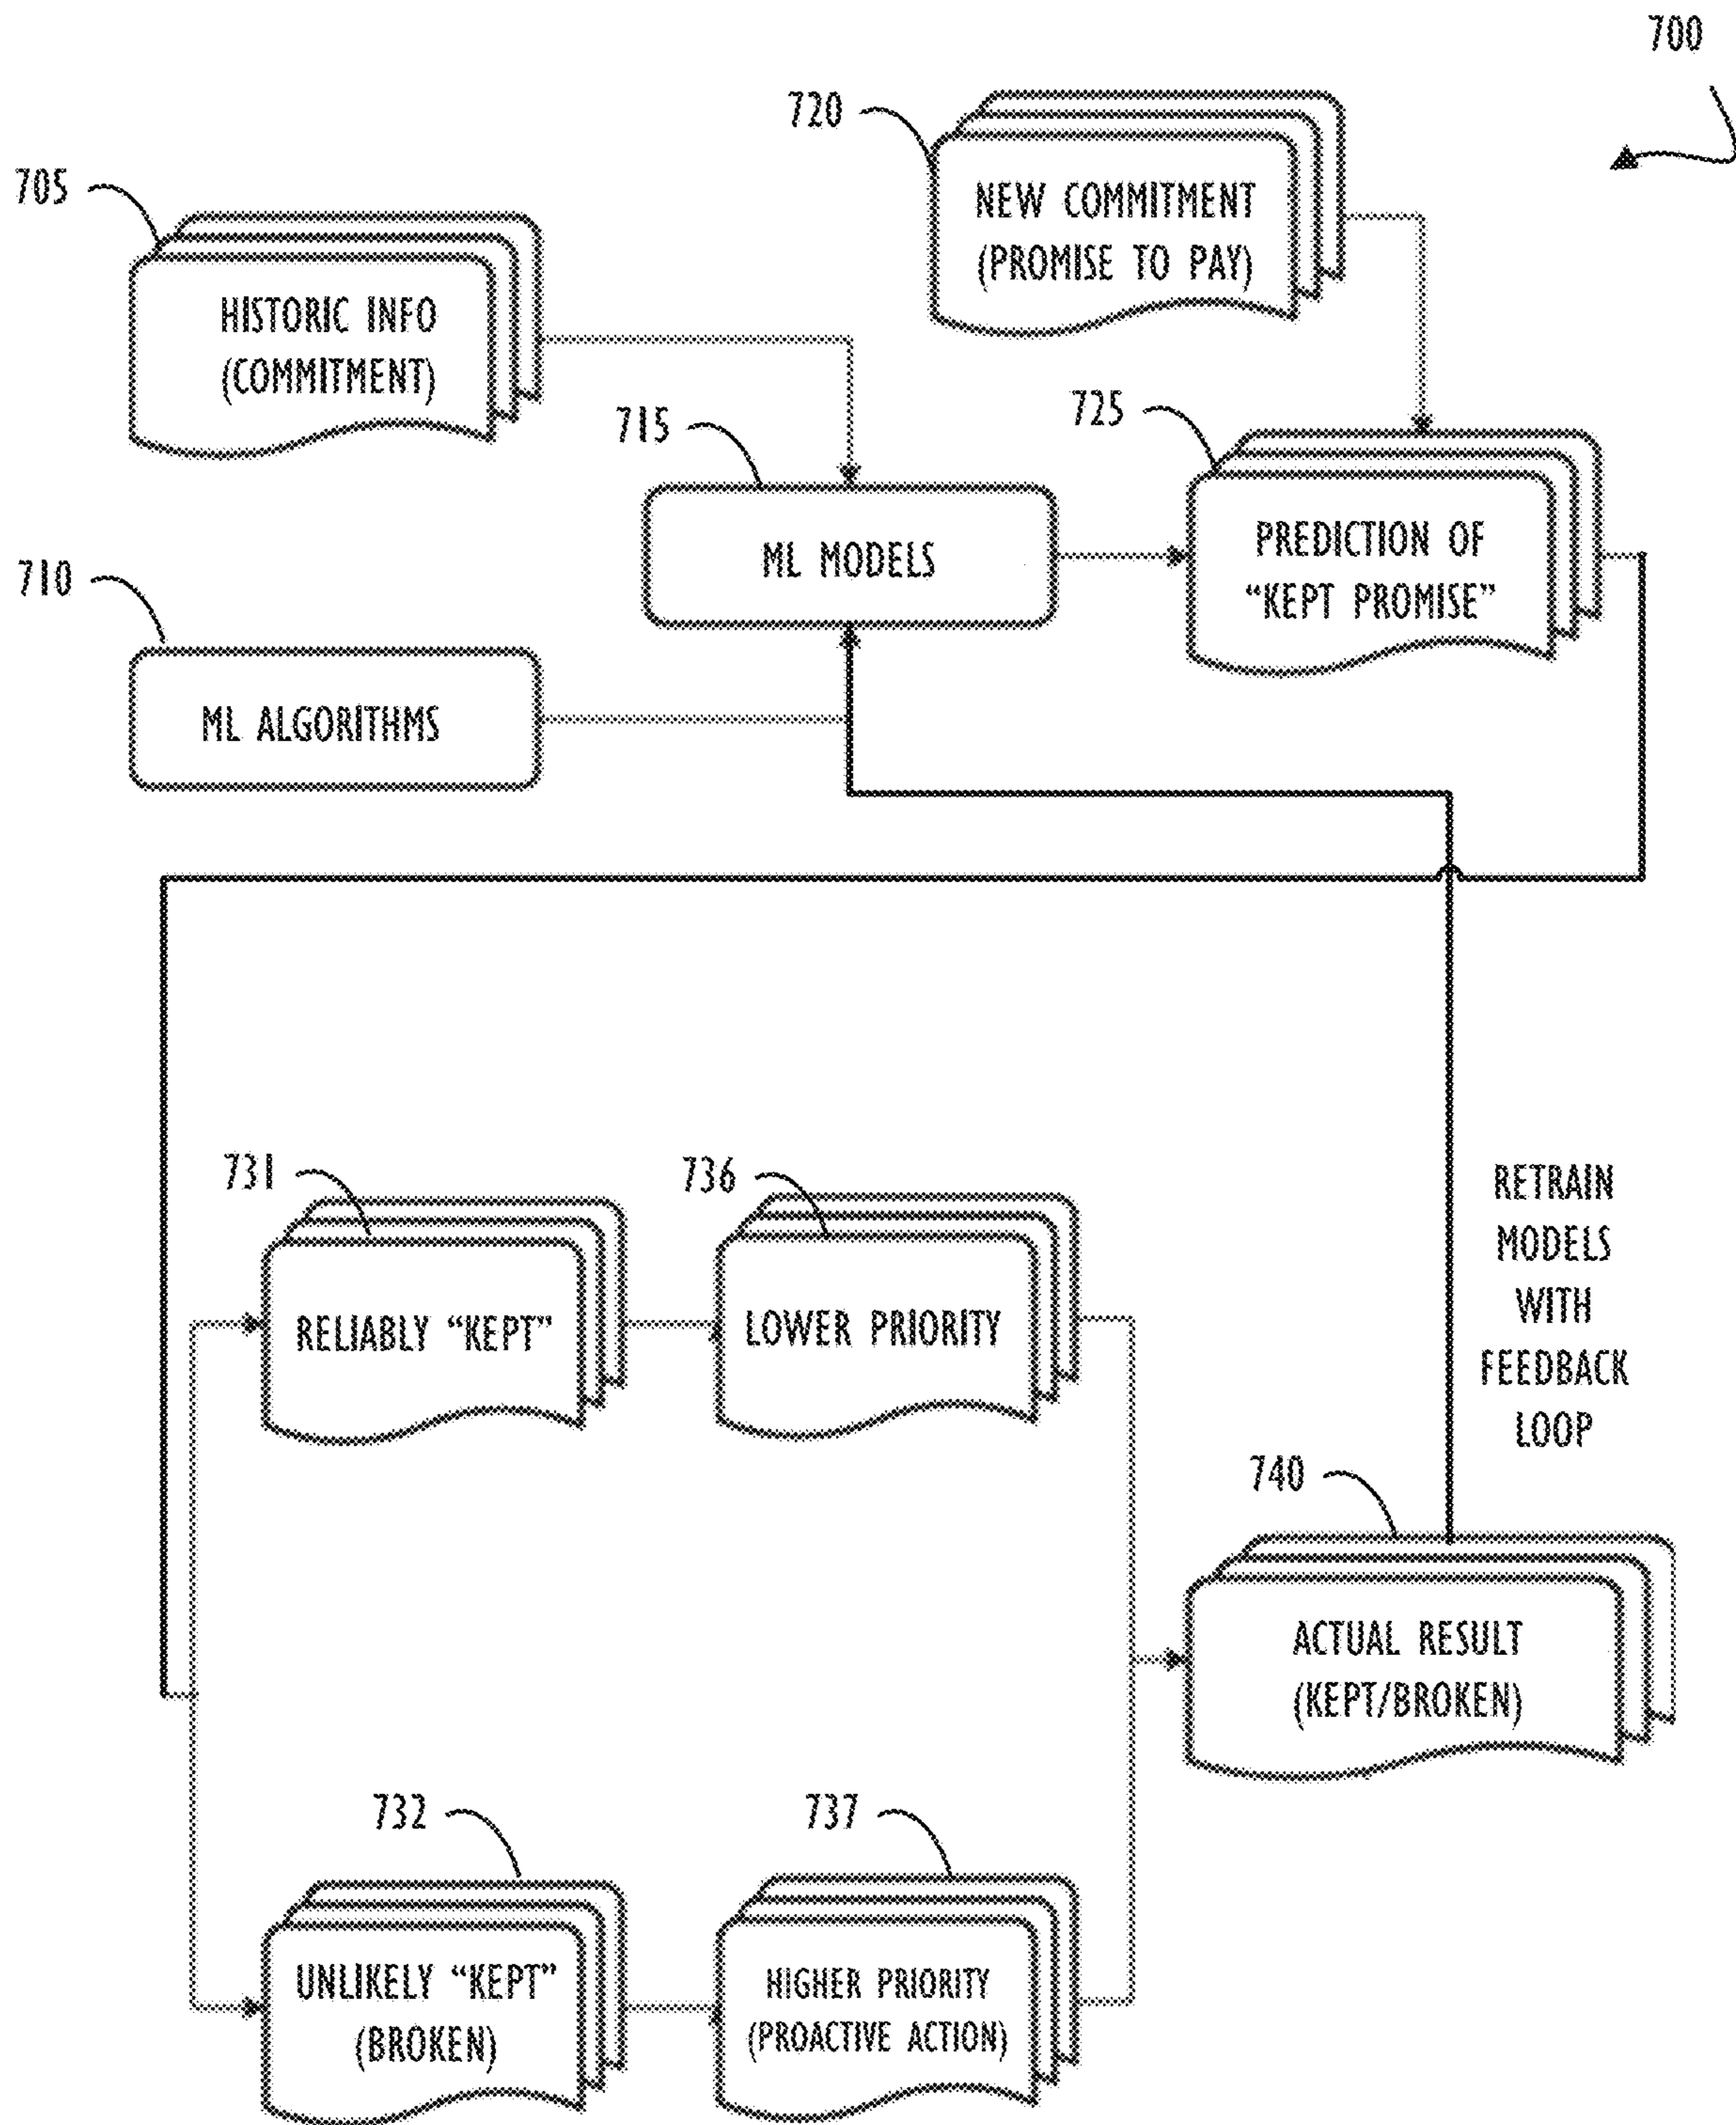 700
720
NEW COMMITMENT
(PROMISE TO PAY)
705
HISTORIC INFO
(COMMITMENT)
715
ML MODELS
725
PREDICTION OF
“KEPT PROMISE”
710
ML ALGORITHMS
731
RELIABLY “KEPT”
736
LOWER PRIORITY
RETRAIN
MODELS
WITH
FEEDBACK
LOOP
740
ACTUAL RESULT
(KEPT/BROKEN)
732
UNLIKELY “KEPT”
(BROKEN)
737
HIGHER PRIORITY
(PROACTIVE ACTION)